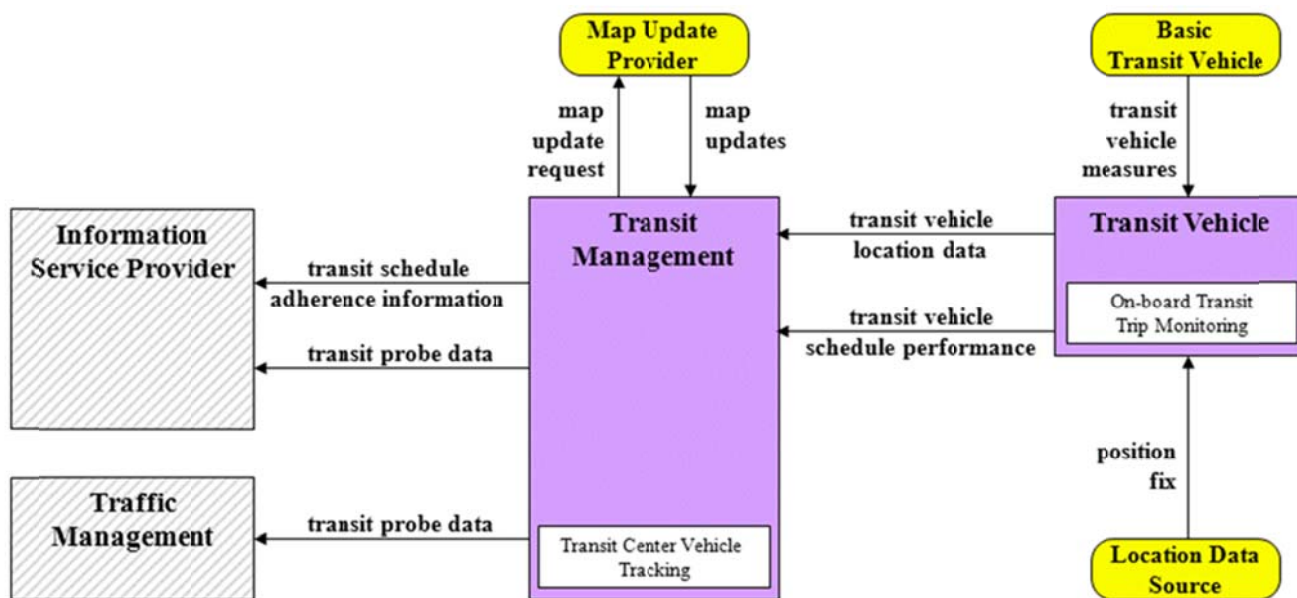 Map Update
Provider
Basic
Transit Vehicle
map
update
request
map
updates
transit
vehicle
measures
Information
Service Provider
transit schedule
adherence information
transit probe data
Transit
Management
transit vehicle
location data
transit vehicle
schedule performance
Transit Vehicle
On-board Transit
Trip Monitoring
position
fix
Traffic
Management
transit probe data
Transit Center Vehicle
Tracking
Location Data
Source